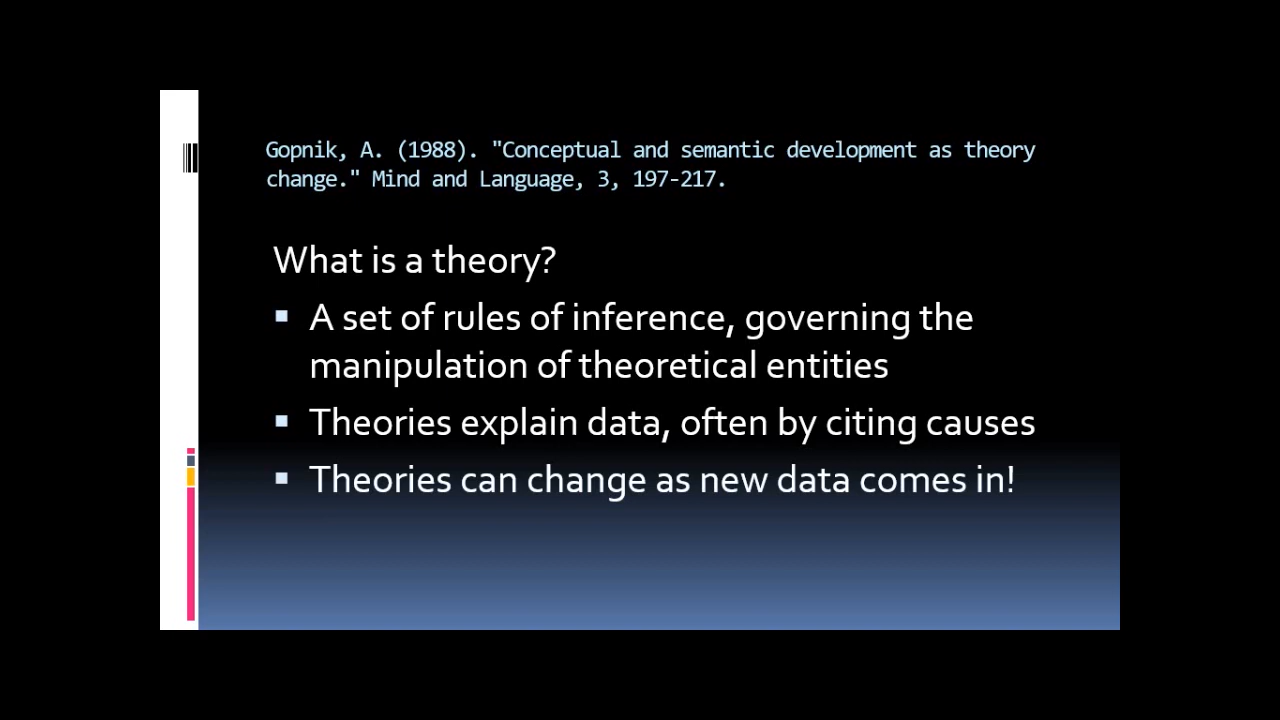 Gopnik, A. (1988). "Conceptual and semantic development as theory
change." Mind and Language, 3, 197-217.
What is a theory?
▪ A set of rules of inference, governing the
manipulation of theoretical entities
▪ Theories explain data, often by citing causes
▪ Theories can change as new data comes in!